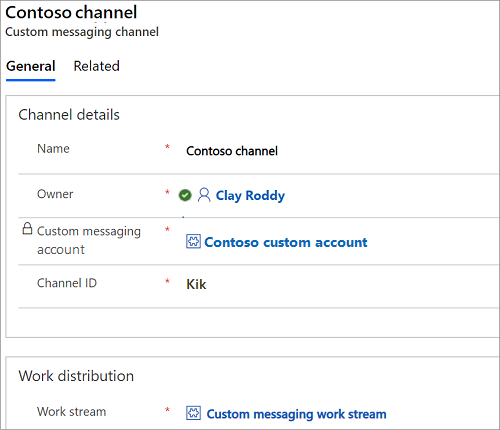 Contoso channel
Custom messaging channel
General Related
Channel details
Name * Contoso channel
Owner * Clay Roddy
Custom messaging account * Contoso custom account
Channel ID * Kik
Work distribution
Work stream * Custom messaging work stream